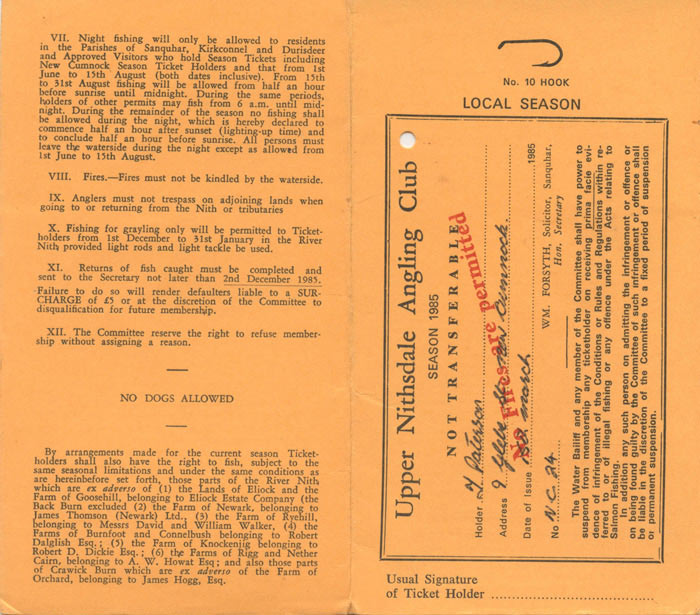 VII. Night fishing will only be allowed to residents
in the Parishes of Sanquhar, Kirkconnel and Durisdeer
and Approved Visitors who hold Season Tickets including
New Cumnock Season Ticket Holders and that from 1st
June to 15th August (both dates inclusive). From 15th
to 31st August fishing will be allowed from half an hour
before sunrise until midnight. During the same periods,
holders of other permits may fish from 6 a.m. until mid-
night. During the remainder of the season no fishing shall
be allowed during the night, which is hereby declared to
commence half an hour after sunset (lighting-up time) and
to conclude half an hour before sunrise. All persons must
leave the waterside during the night except as allowed from
1st June to 15th August.
VIII. Fires.—Fires must not be kindled by the waterside.
IX. Anglers must not trespass on adjoining lands when
going to or returning from the Nith or tributaries
X. Fishing for grayling only will be permitted to Ticket-
holders from 1st December to 31st January in the River
Nith provided light rods and light tackle be used.
XI. Returns of fish caught must be completed and
sent to the Secretary not later than 2nd December 1985.
Failure to do so will render defaulters liable to a SUR-
CHARGE of £5 or at the discretion of the Committee to
disqualification for future membership.
XII. The Committee reserve the right to refuse member-
ship without assigning a reason.
NO DOGS ALLOWED
By arrangements made for the current season Ticket-
holders shall also have the right to fish, subject to the
same seasonal limitations and under the same conditions as
are hereinbefore set forth, those parts of the River Nith
which are ex adverso of (1) the Lands of Eliock and the
Farm of Goosehill, belonging to Eliock Estate Company (the
Back Burn excluded (2) the Farm of Newark, belonging to
James Thomson (Newark) Ltd., (3) the Farm of Ryehill,
belonging to Messrs David and William Walker, (4) the
Farms of Burnfoot and Connelbush belonging to Robert
Dalglish Esq.; (5) the Farm of Knockenjig belonging to
Robert D. Dickie Esq.; (6) the Farms of Rigg and Nether
Cairn, belonging to A. W. Howat Esq; and also those parts
of Crawick Burn which are ex adverso of the Farm of
Orchard, belonging to James Hogg, Esq.
No. 10 HOOK
LOCAL SEASON
Upper Nithsdale Angling Club
SEASON 1985
NOT TRANSFERABLE
No Fires are permitted
Holder Paterson
Address 9 New Cumnock.
Date of Issue March 1985
No. N.C. 24
WM. FORSYTH, Solicitor, Sanquhar,
Hon. Secretary
The Water Bailiff and any member of the Committee shall have power to
suspend from membership any ticketholder on receiving prima facie evi-
dence of infringement of the Conditions or Rules and Regulations within re-
ferred to or of illegal fishing or any offence under the Acts relating to
Salmon Fishing.
In addition any such person on admitting the infringement or offence or
on being found guilty by the Committee of such infringement or offence shall
be liable in the discretion of the Committee to a fixed period of suspension
or permanent suspension.
Usual Signature
of Ticket Holder